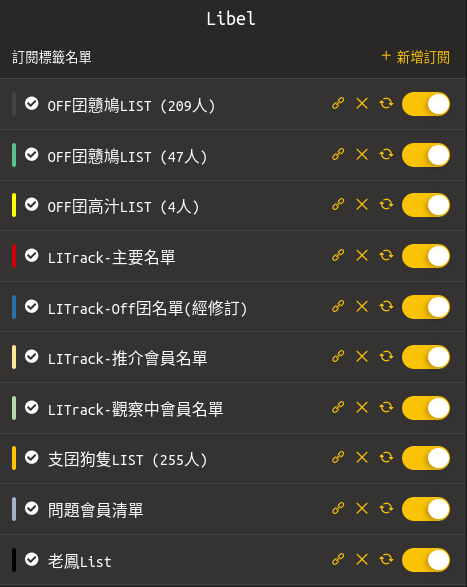 Libel
訂閱標籤名單
新增訂閱
OFF囝戇鳩LIST (209人)
OFF囝戇鳩LIST (47人)
OFF囝高汁LIST (4人)
LITrack-主要名單
LITrack-Off囝名單(經修訂)
LITrack-推介會員名單
LITrack-觀察中會員名單
支囝狗隻LIST (255人)
問題會員清單
老鳳List